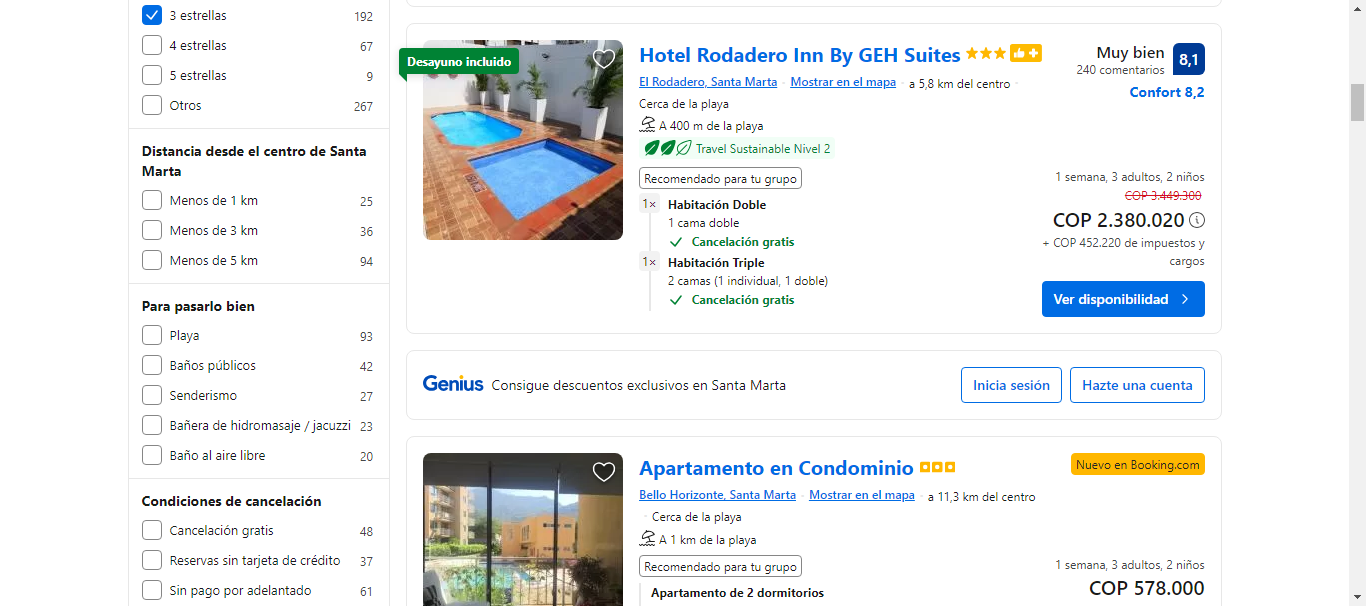 3 estrellas 192
4 estrellas 67
5 estrellas 9
Otros 267
Distancia desde el centro de Santa
Marta
Menos de 1 km 25
Menos de 3 km 36
Menos de 5 km 94
Para pasarlo bien
Playa 93
Baños públicos 42
Senderismo 27
Bañera de hidromasaje / jacuzzi 23
Baño al aire libre 20
Condiciones de cancelación
Cancelación gratis 48
Reservas sin tarjeta de crédito 37
Sin pago por adelantado 61
Desayuno incluido
Hotel Rodadero Inn By GEH Suites
El Rodadero, Santa Marta · Mostrar en el mapa · a 5,8 km del centro ·
Cerca de la playa
A 400 m de la playa
Travel Sustainable Nivel 2
Recomendado para tu grupo
1× Habitación Doble
1 cama doble
Cancelación gratis
1× Habitación Triple
2 camas (1 individual, 1 doble)
Cancelación gratis
Muy bien 8,1
240 comentarios
Confort 8,2
1 semana, 3 adultos, 2 niños
COP 3.449.300
COP 2.380.020
+ COP 452.220 de impuestos y
cargos
Ver disponibilidad
Genius Consigue descuentos exclusivos en Santa Marta
Inicia sesión Hazte una cuenta
Apartamento en Condominio
Nuevo en Booking.com
Bello Horizonte, Santa Marta · Mostrar en el mapa · a 11,3 km del centro
· Cerca de la playa
A 1 km de la playa
Recomendado para tu grupo
Apartamento de 2 dormitorios
1 semana, 3 adultos, 2 niños
COP 578.000